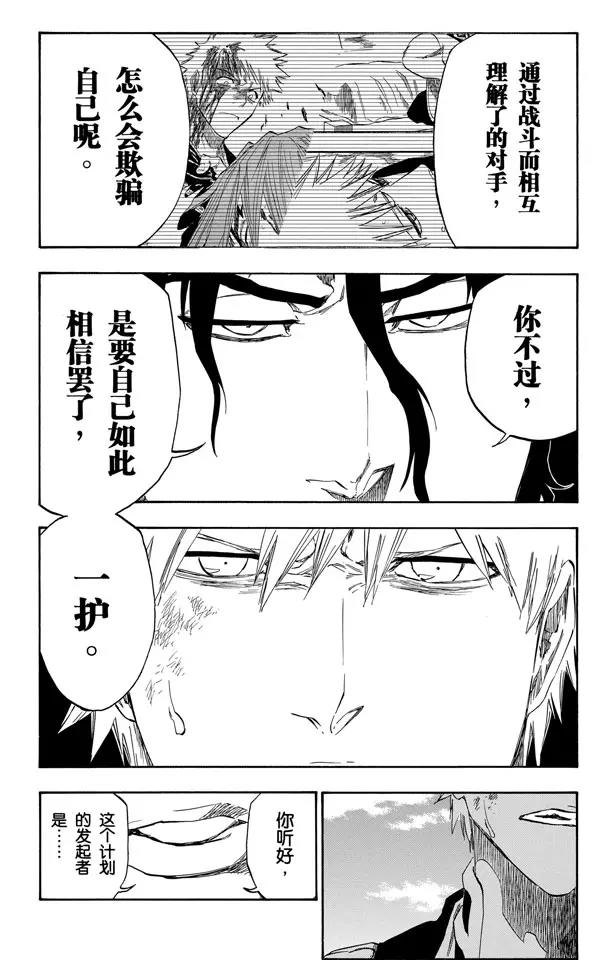 通过战斗而相互
理解了的对手，
怎么会欺骗
自己呢。
你不过，
是要自己如此
相信罢了，
一护。
你听好，
这个计划
的发起者
是……